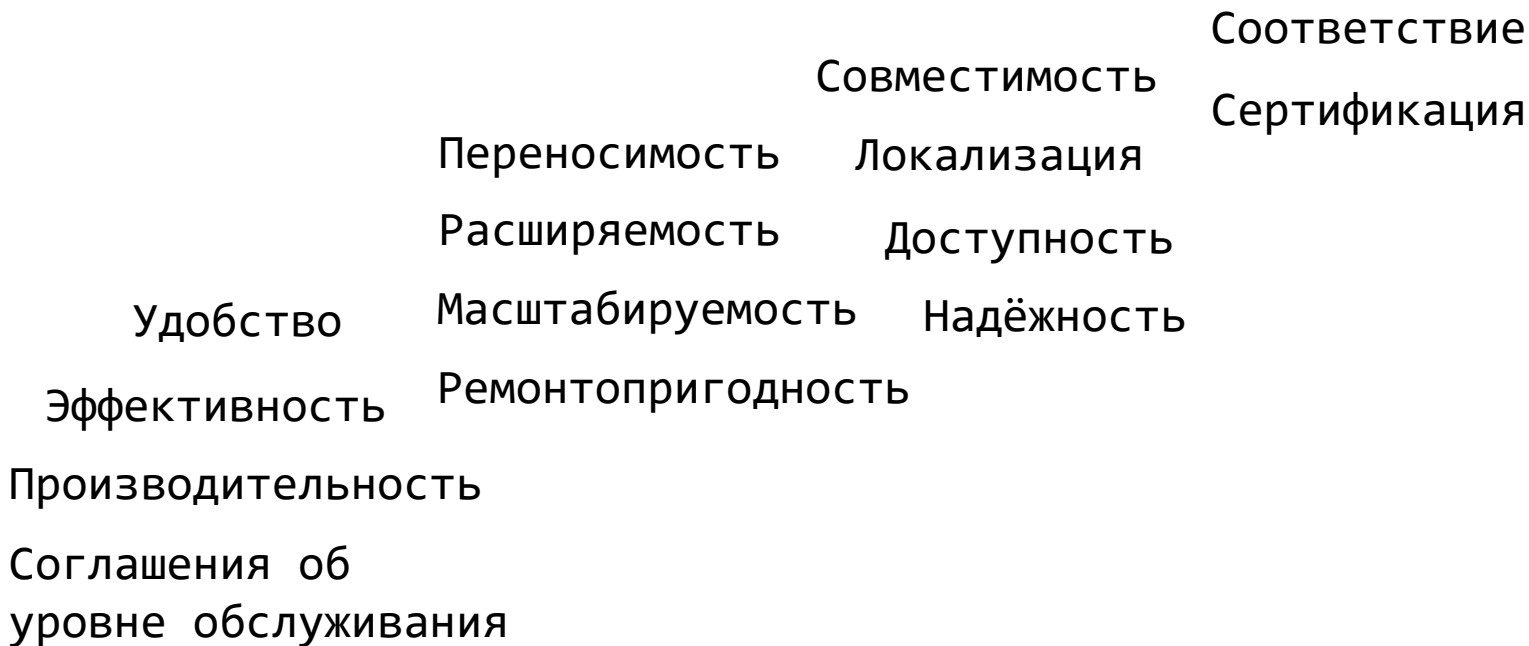 Соответствие
Совместимость
Сертификация
Переносимость
Локализация
Расширяемость
Доступность
Удобство
Масштабируемость
Надёжность
Эффективность
Ремонтопригодность
Производительность
Соглашения об
уровне обслуживания